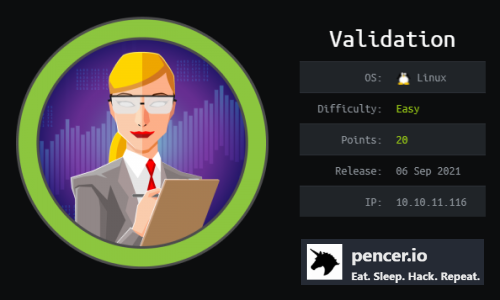 Validation
OS: Linux
Difficulty: Easy
Points: 20
Release: 06 Sep 2021
IP: 10.10.11.116
pencer.io
Eat. Sleep. Hack. Repeat.